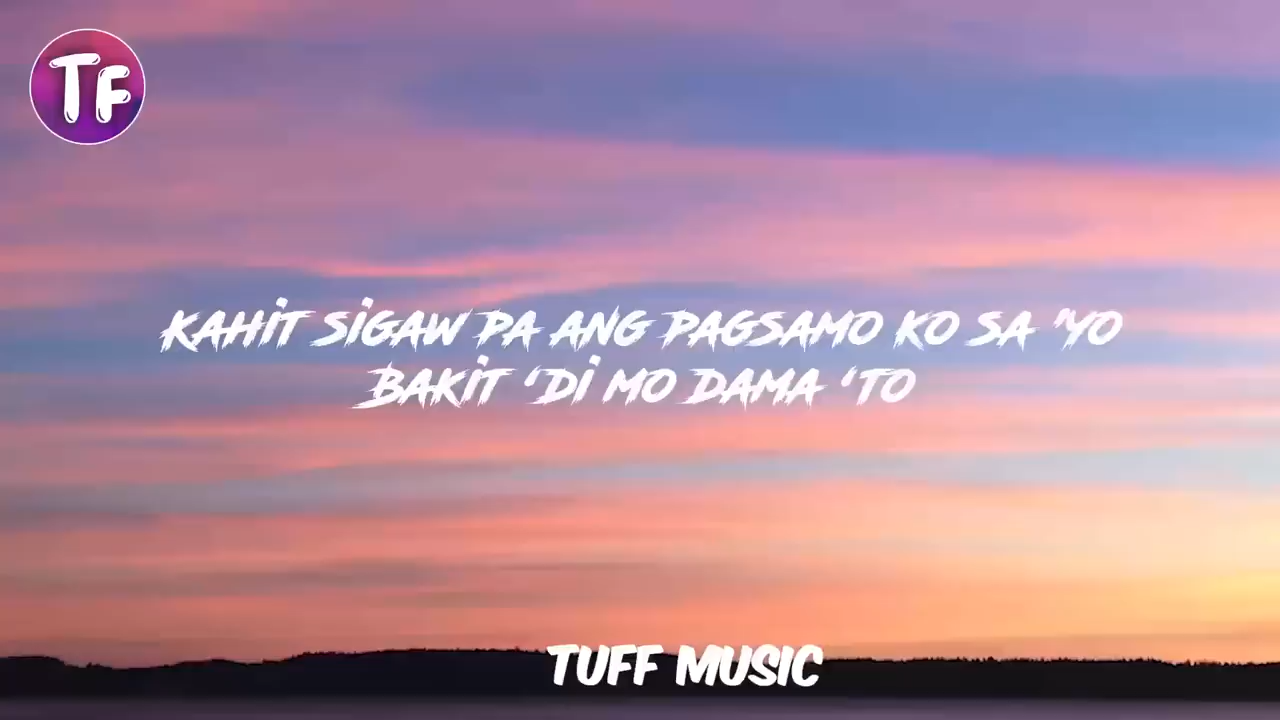 TF
KAHIT SIGAW PA ANG PAGSAMO KO SA 'YO
BAKIT ‘DI MO DAMA ‘TO
TUFF MUSIC